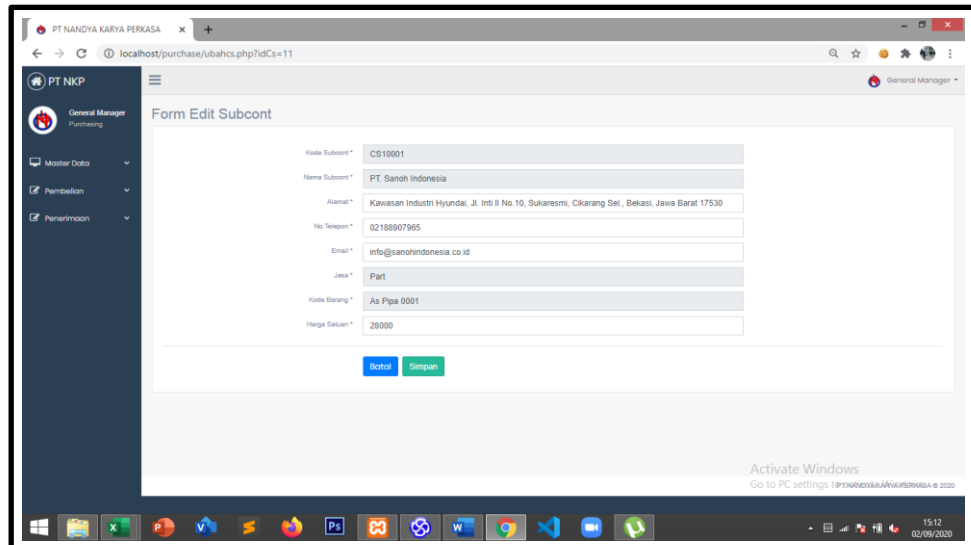 PT NANDYA KARYA PERKASA
localhost/purchase/ubahcs.php?idCs=11
PT NKP
General Manager
General Manager
Purchasing
Form Edit Subcont
Master Data
Pembelian
Penerimaan
Kode Subcont * CS10001
Nama Subcont * PT. Sanoh Indonesia
Alamat * Kawasan Industri Hyundai, Jl. Inti II No.10, Sukaresmi, Cikarang Sel., Bekasi, Jawa Barat 17530
No.Telepon * 02188907965
Email * info@sanohindonesia.co.id
Jasa * Part
Kode Barang * As Pipa 0001
Harga Satuan * 28000
Batal Simpan
Activate Windows
Go to PC settings
PT NANDYA KARYA PERKASA © 2020
Ps
15:12
02/09/2020